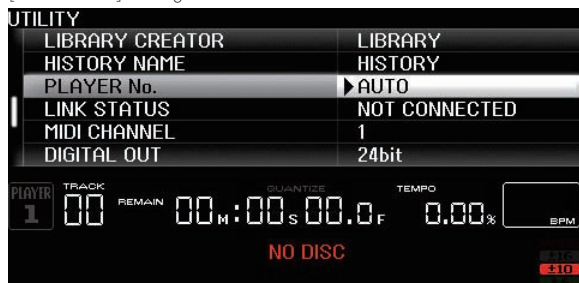 UTILITY
LIBRARY CREATOR LIBRARY
HISTORY NAME HISTORY
PLAYER No. ▶AUTO
LINK STATUS NOT CONNECTED
MIDI CHANNEL 1
DIGITAL OUT 24bit
PLAYER 1 TRACK 00 REMAIN 00M:00s00.0F QUANTIZE TEMPO 0.00% BPM
NO DISC
±16
±10